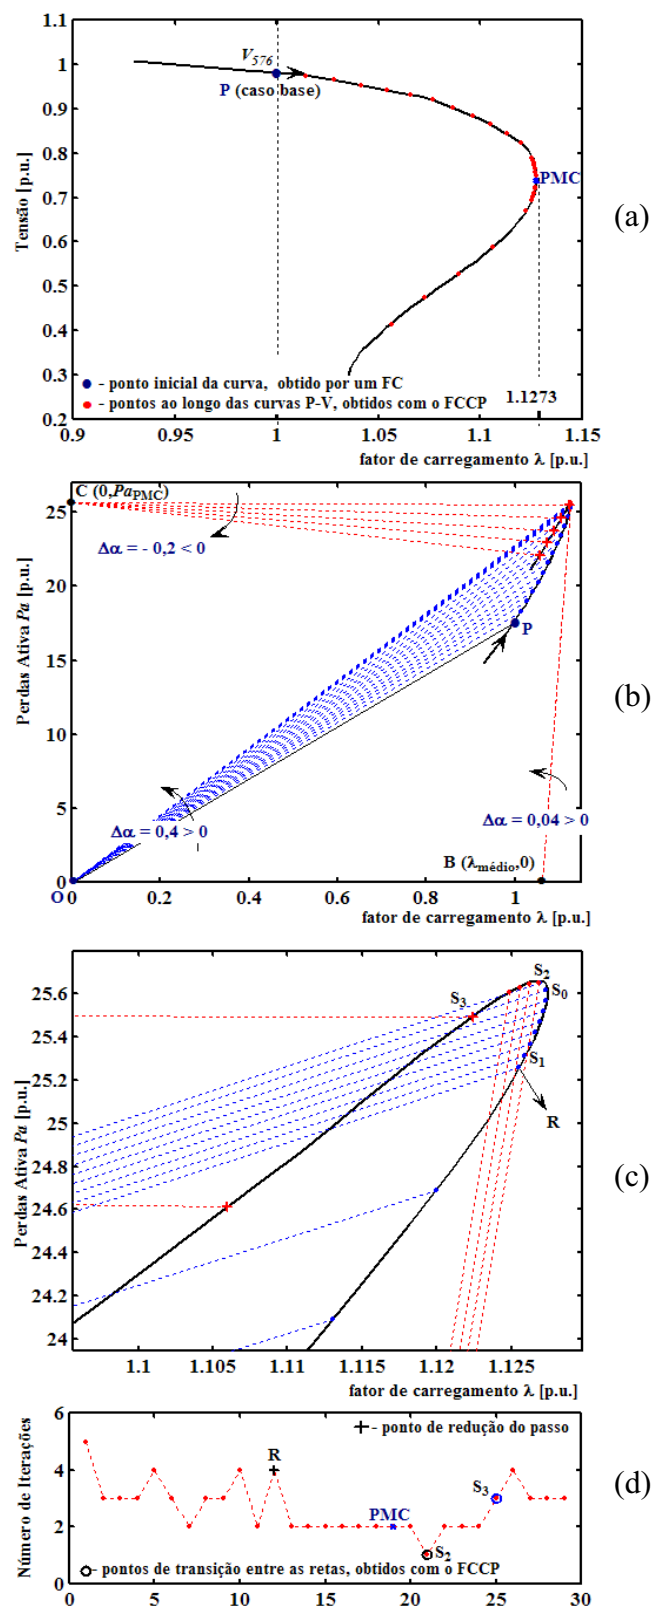 1.1
1
0.9
0.8
0.7
0.6
0.5
0.4
0.3
0.2
Tensão [p.u.]
V576
P (caso base)
PMC
(a)
● - ponto inicial da curva, obtido por um FC
● - pontos ao longo das curvas P-V, obtidos com o FCCP
1.1273
0.9 0.95 1 1.05 1.1 1.15
fator de carregamento λ [p.u.]
C (0,PaPMC)
25
20
15
10
5
0
Perdas Ativa Pa [p.u.]
Δα = - 0,2 < 0
P
(b)
Δα = 0,4 > 0
Δα = 0,04 > 0
B (λmédio,0)
O
0 0.2 0.4 0.6 0.8 1
fator de carregamento λ [p.u.]
25.6
25.4
25.2
25
24.8
24.6
24.4
24.2
24
Perdas Ativa Pa [p.u.]
S2
S3
S0
S1
R
(c)
1.1 1.105 1.11 1.115 1.12 1.125
fator de carregamento λ [p.u.]
6
4
2
0
Número de Iterações
+ - ponto de redução do passo
R
S3
PMC
S2
(d)
O - pontos de transição entre as retas, obtidos com o FCCP
0 5 10 15 20 25 30